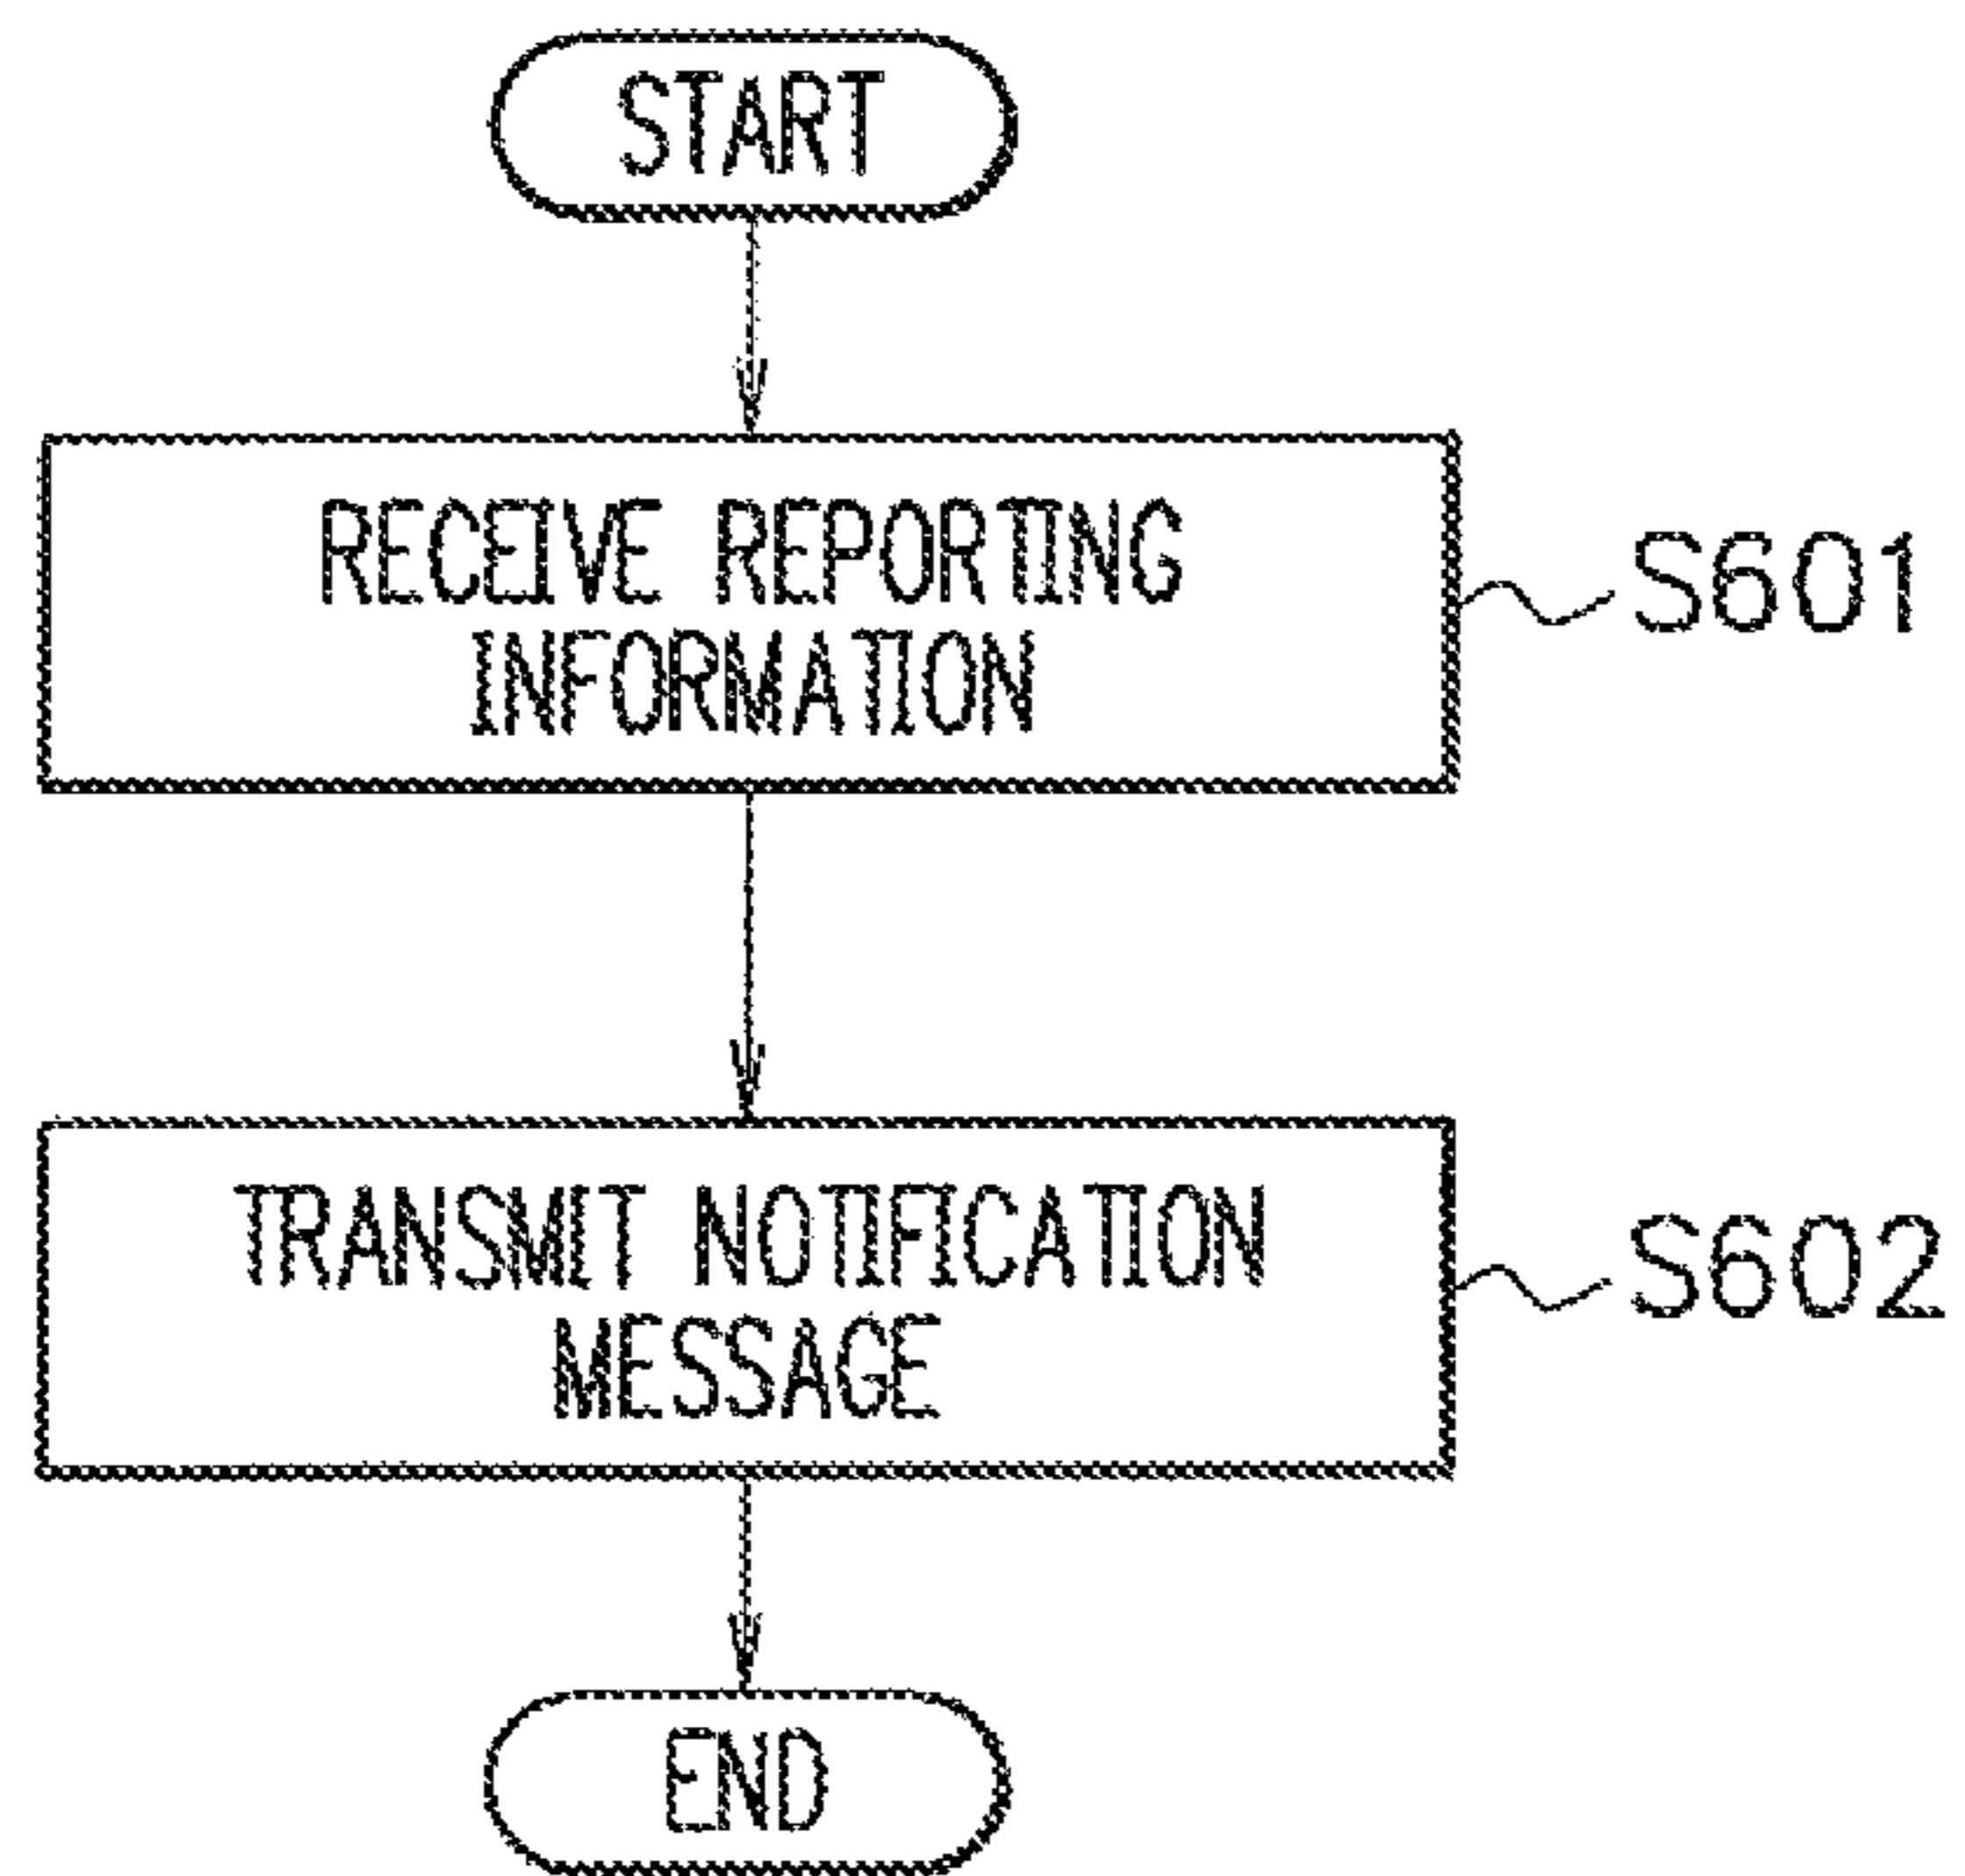 START
RECEIVE REPORTING
INFORMATION
S601
TRANSMIT NOTIFICATION
MESSAGE
S602
END